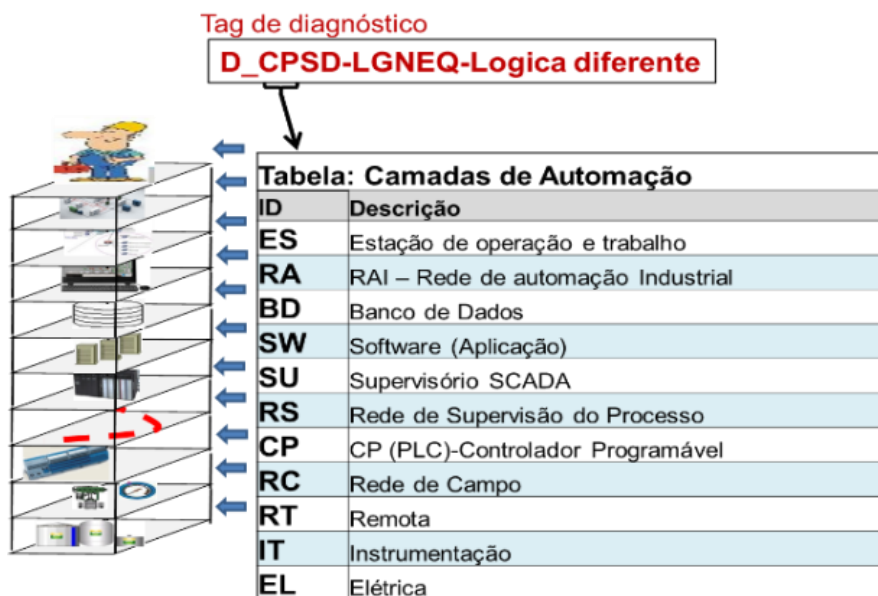 Tag de diagnóstico
D_CPSD-LGNEQ-Logica diferente
Tabela: Camadas de Automação
ID Descrição
ES Estação de operação e trabalho
RA RAI – Rede de automação Industrial
BD Banco de Dados
SW Software (Aplicação)
SU Supervisório SCADA
RS Rede de Supervisão do Processo
CP CP (PLC)-Controlador Programável
RC Rede de Campo
RT Remota
IT Instrumentação
EL Elétrica